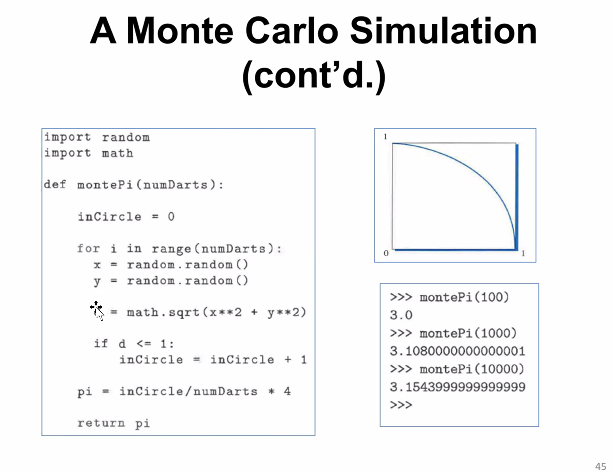 A Monte Carlo Simulation
(cont’d.)
import random
import math
def montePi(numDarts):
inCircle = 0
for i in range(numDarts):
x = random.random()
y = random.random()
= math.sqrt(x**2 + y**2)
if d <= 1:
inCircle = inCircle + 1
pi = inCircle/numDarts * 4
return pi
1
0
1
>>> montePi(100)
3.0
>>> montePi(1000)
3.1080000000000001
>>> montePi(10000)
3.1543999999999999
>>>
45